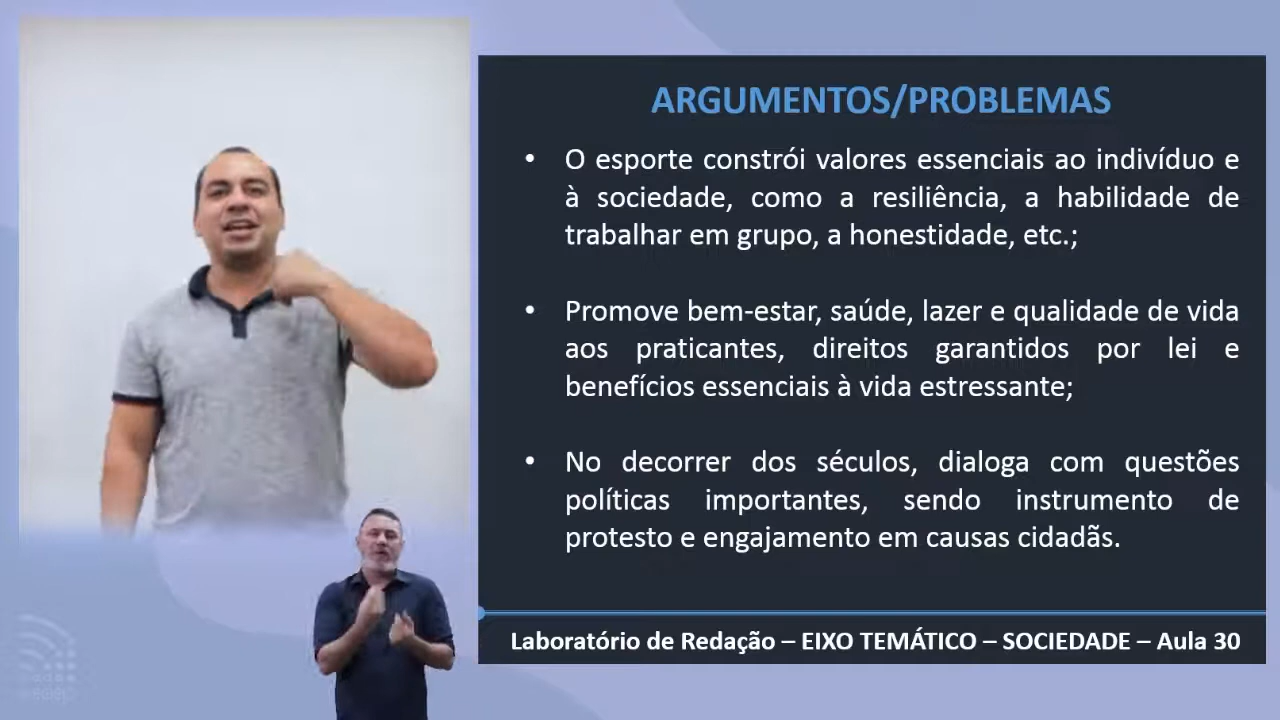 ARGUMENTOS/PROBLEMAS
• O esporte constrói valores essenciais ao indivíduo e
à sociedade, como a resiliência, a habilidade de
trabalhar em grupo, a honestidade, etc.;
• Promove bem-estar, saúde, lazer e qualidade de vida
aos praticantes, direitos garantidos por lei e
benefícios essenciais à vida estressante;
• No decorrer dos séculos, dialoga com questões
políticas importantes, sendo instrumento de
protesto e engajamento em causas cidadãs.
Laboratório de Redação – EIXO TEMÁTICO – SOCIEDADE – Aula 30